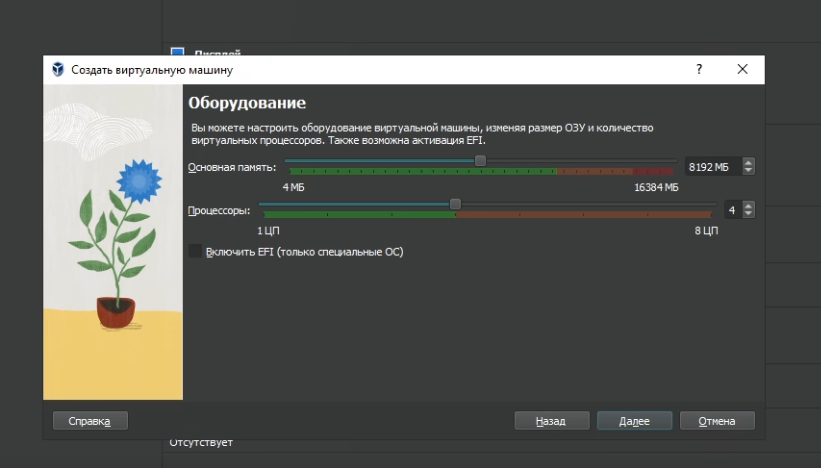 Дисплей
Создать виртуальную машину
?
Оборудование
Вы можете настроить оборудование виртуальной машины, изменяя размер ОЗУ и количество
виртуальных процессоров. Также возможна активация EFI.
Основная память:
8192 МБ
4 МБ
16384 МБ
Процессоры:
4
1 ЦП
8 ЦП
Включить EFI (только специальные ОС)
Справка
Назад
Далее
Отмена
Отсутствует